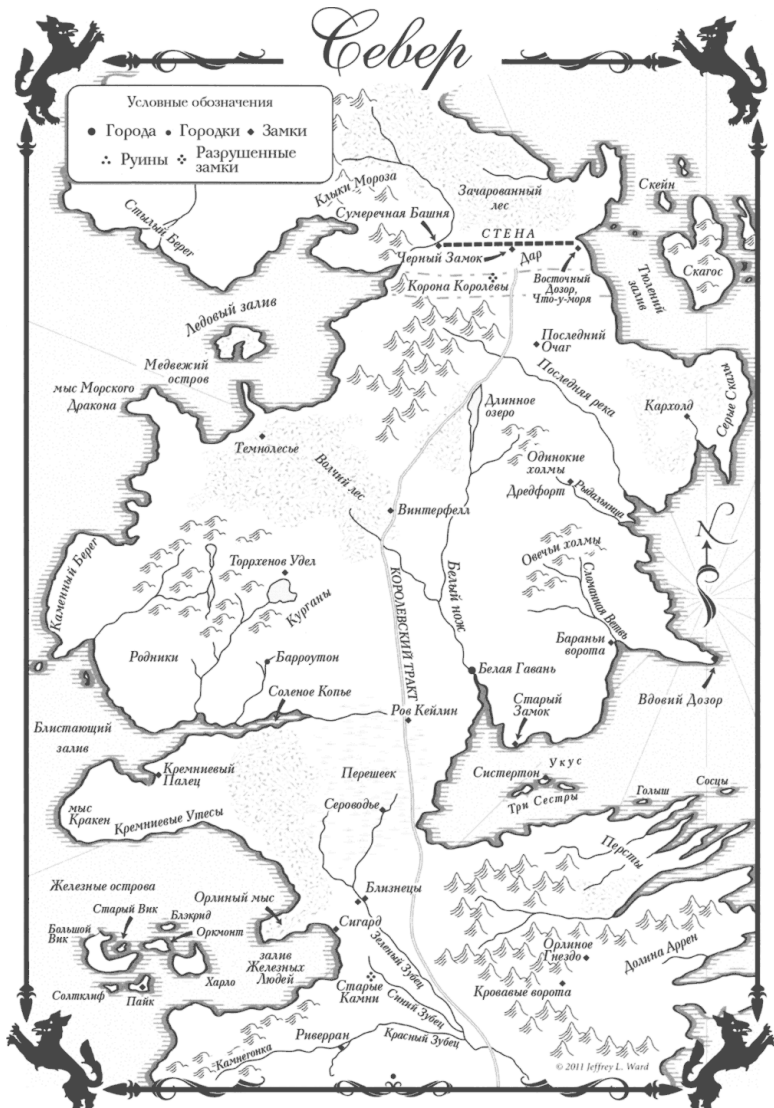 Север
Условные обозначения
Города
Городки
Замки
Руины
Разрушенные
замки
Клыки Мороза
Зачарованный
лес
Скейн
Стылый Берег
Сумеречная Башня
СТЕНА
Черный Замок
Дар
Восточный
Дозор,
Что-у-моря
Скагос
Тюлений
залив
Корона Королевы
Ледовый залив
Последний
Очаг
Медвежий
остров
мыс Морского
Дракона
Последняя река
Серые Скалы
Длинное
озеро
Кархолд
Темнолесье
Волчий лес
Одинокие
холмы
Дредфорт
Рыдальница
Винтерфелл
N
Каменный Берег
Овечьи холмы
Торрхенов Удел
Белый нож
Сломанная Ветвь
КОРОЛЕВСКИЙ ТРАКТ
Курганы
Бараньи
ворота
Родники
Барроутон
Белая Гавань
Вдовий Дозор
Соленое Копье
Старый
Замок
Ров Кейлин
Блистающий
залив
Укус
Кремниевый
Палец
Перешеек
Систертон
Сосцы
Голыш
Три Сестры
мыс
Кракен
Сероводье
Кремниевые Утесы
Персты
Железные острова
Орлиный мыс
Близнецы
Старый Вик
Блэкрид
Большой
Вик
Оркмонт
Сигард
Зеленый Зубец
Орлиное
Гнездо
Долина Аррен
залив
Железных
Людей
Харло
Солтклиф
Пайк
Старые
Камни
Синий Зубец
Кровавые ворота
Риверран
Красный Зубец
Камнегонка
© 2011 Jeffrey L. Ward